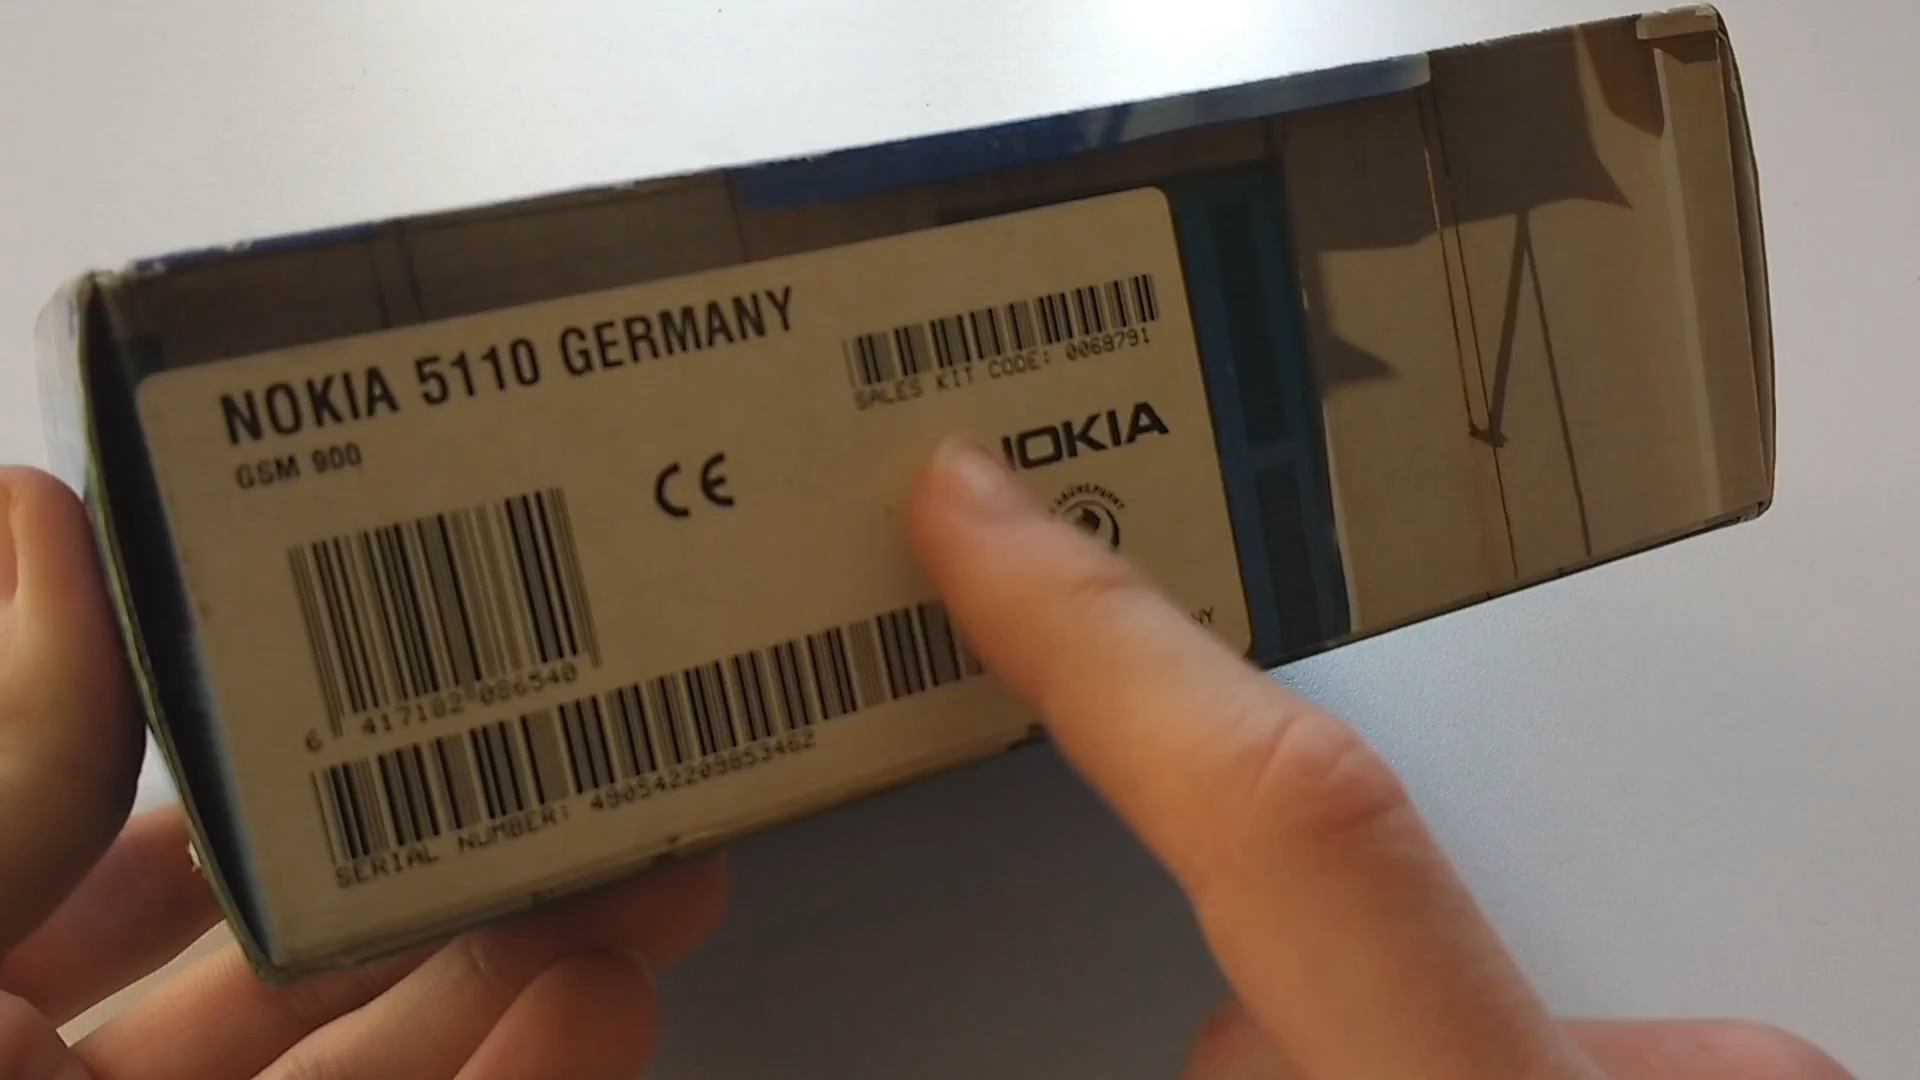 NOKIA 5110 GERMANY
GSM 900
SALES KIT CODE: 0068791
CE
NOKIA
6 417182 086540
SERIAL NUMBER: 490542209853462